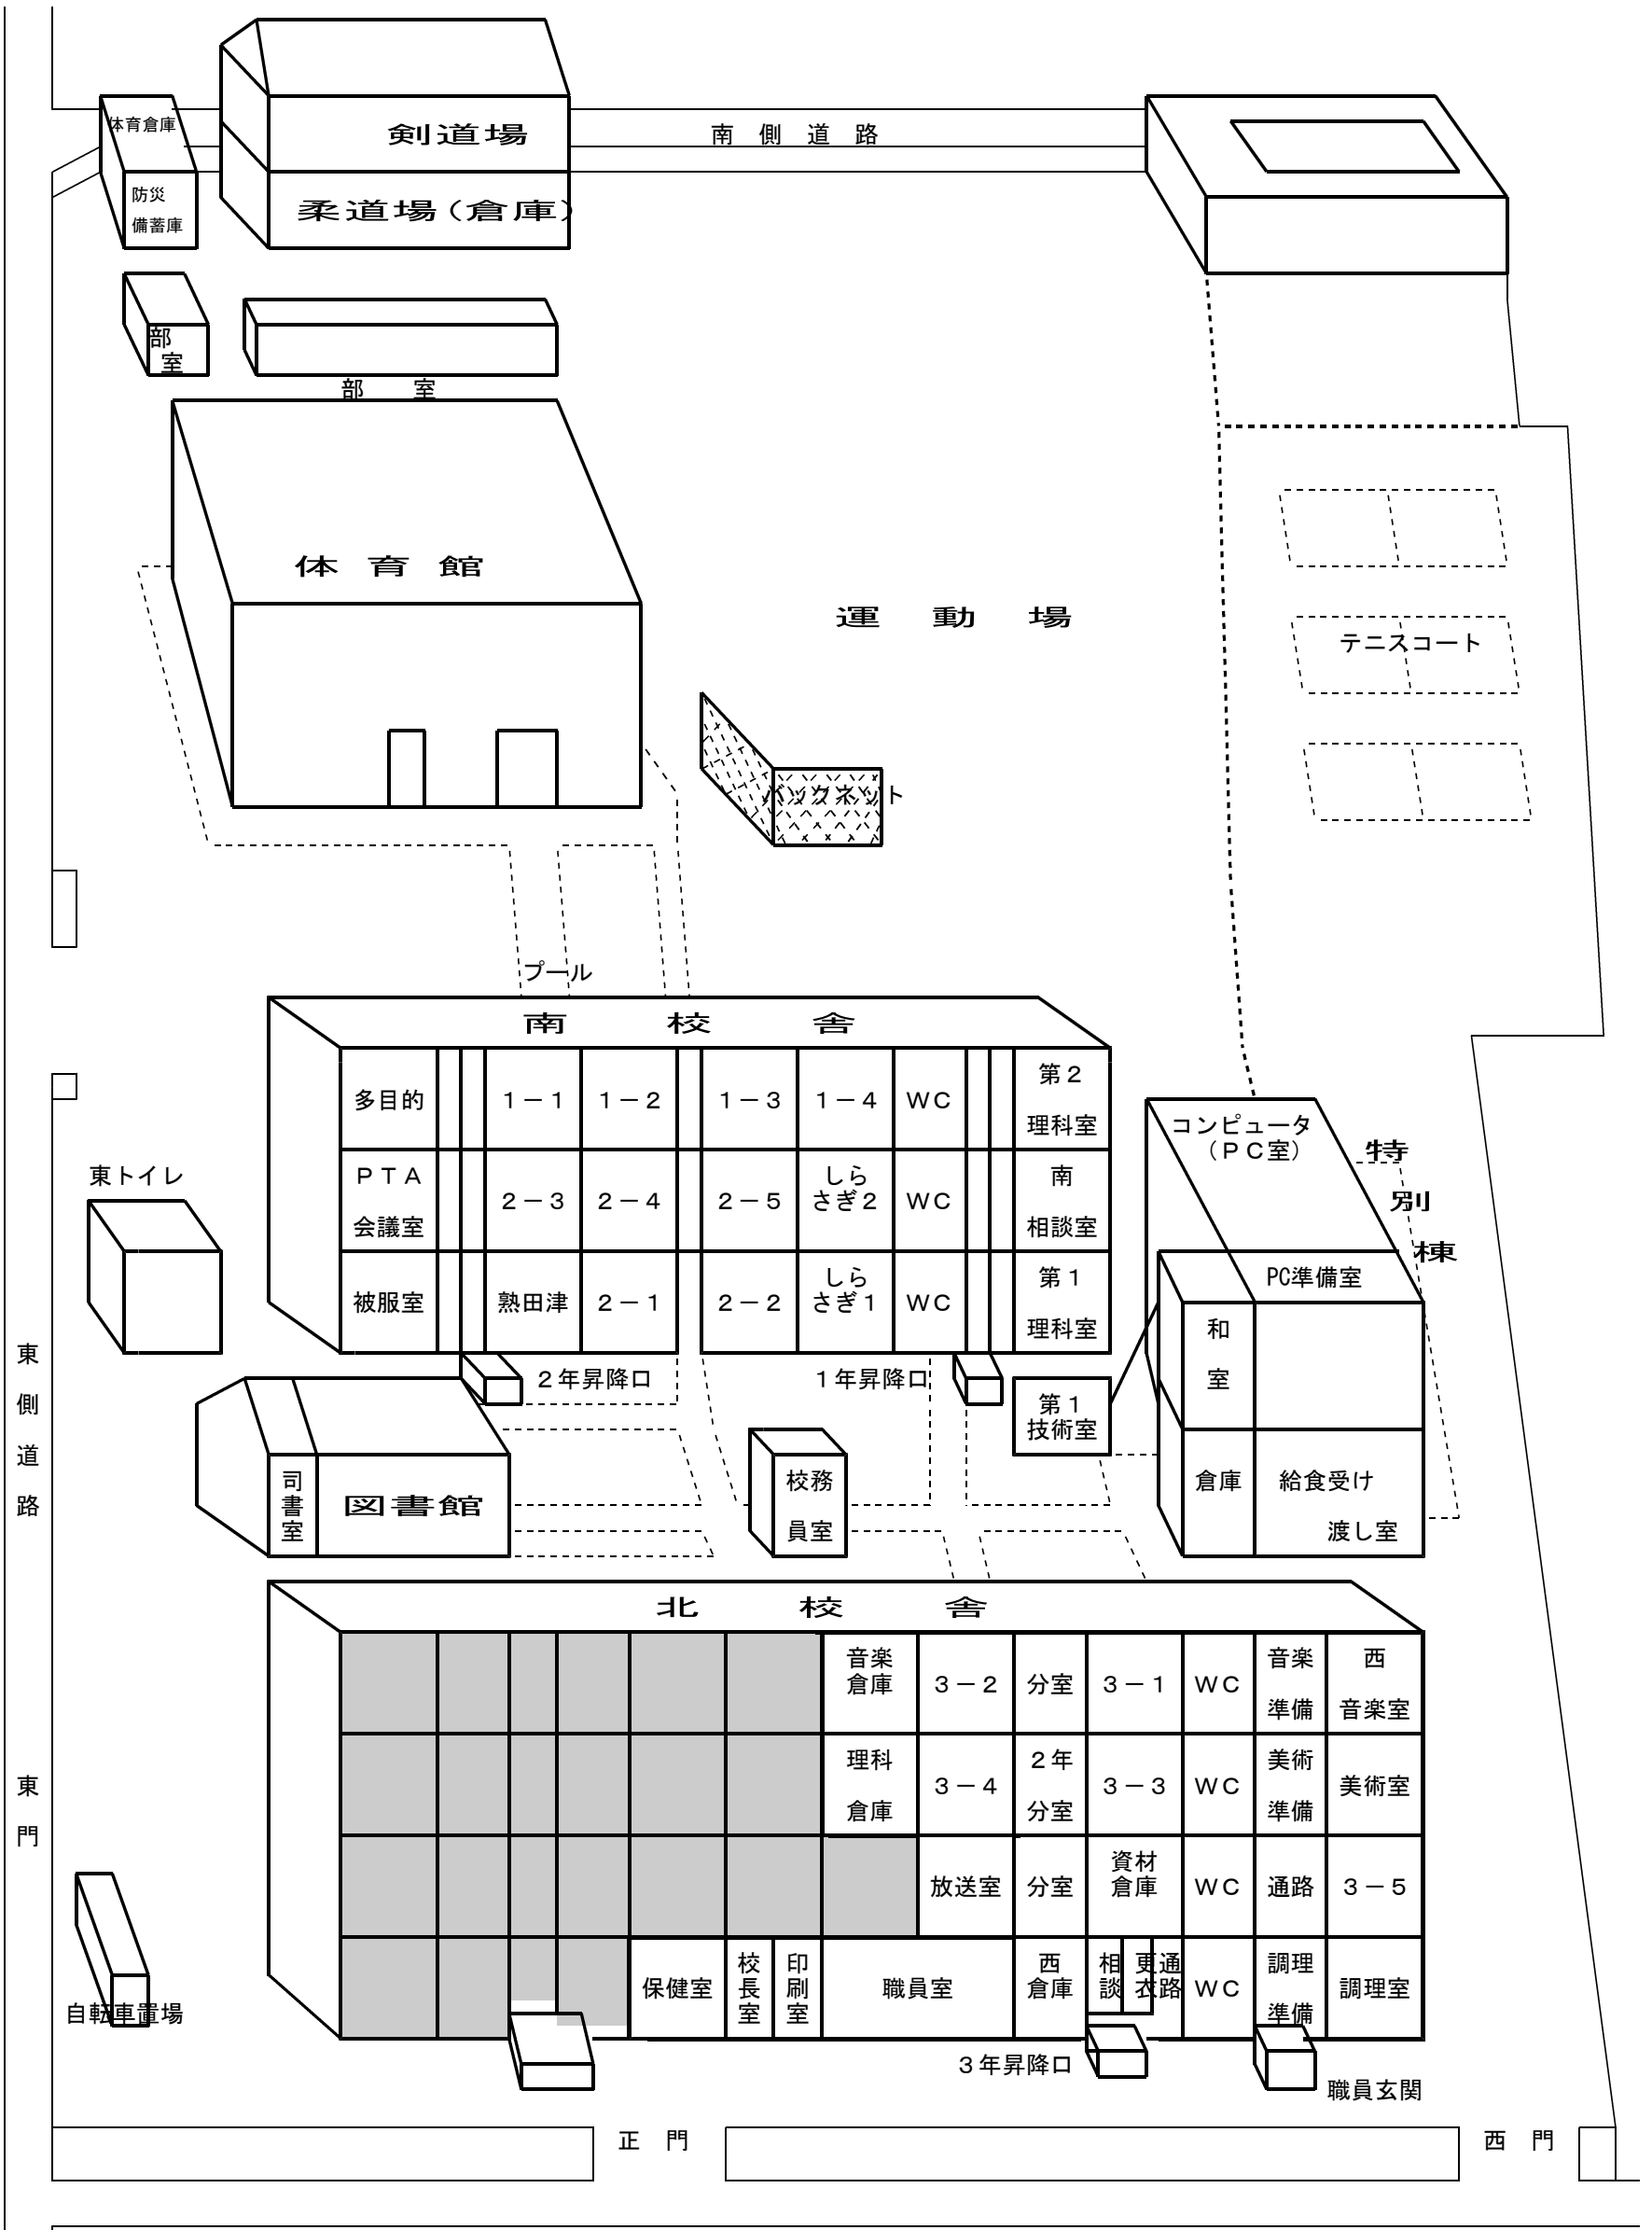 体育倉庫
剣道場
南側道路
防災
備蓄庫
柔道場（倉庫）
部
室
部室
体育館
運動場
テニスコート
バックネット
プール
南校舎
多目的
１－１
１－２
１－３
１－４
ＷＣ
第２
理科室
ＰＴＡ
会議室
２－３
２－４
２－５
しら
さぎ２
ＷＣ
南
相談室
被服室
熟田津
２－１
２－２
しら
さぎ１
ＷＣ
第１
理科室
東トイレ
コンピュータ
（ＰＣ室）
特
別
棟
PC準備室
和
室
倉庫
給食受け
渡し室
２年昇降口
１年昇降口
第１
技術室
司
書
室
図書館
校務
員室
東
側
道
路
北校舎
音楽
倉庫
３－２
分室
３－１
ＷＣ
音楽
準備
西
音楽室
理科
倉庫
３－４
２年
分室
３－３
ＷＣ
美術
準備
美術室
放送室
分室
資材
倉庫
ＷＣ
通路
３－５
保健室
校
長
室
印
刷
室
職員室
西
倉庫
相
談
更
衣
通
路
ＷＣ
調理
準備
調理室
東
門
自転車置場
３年昇降口
職員玄関
正門
西門